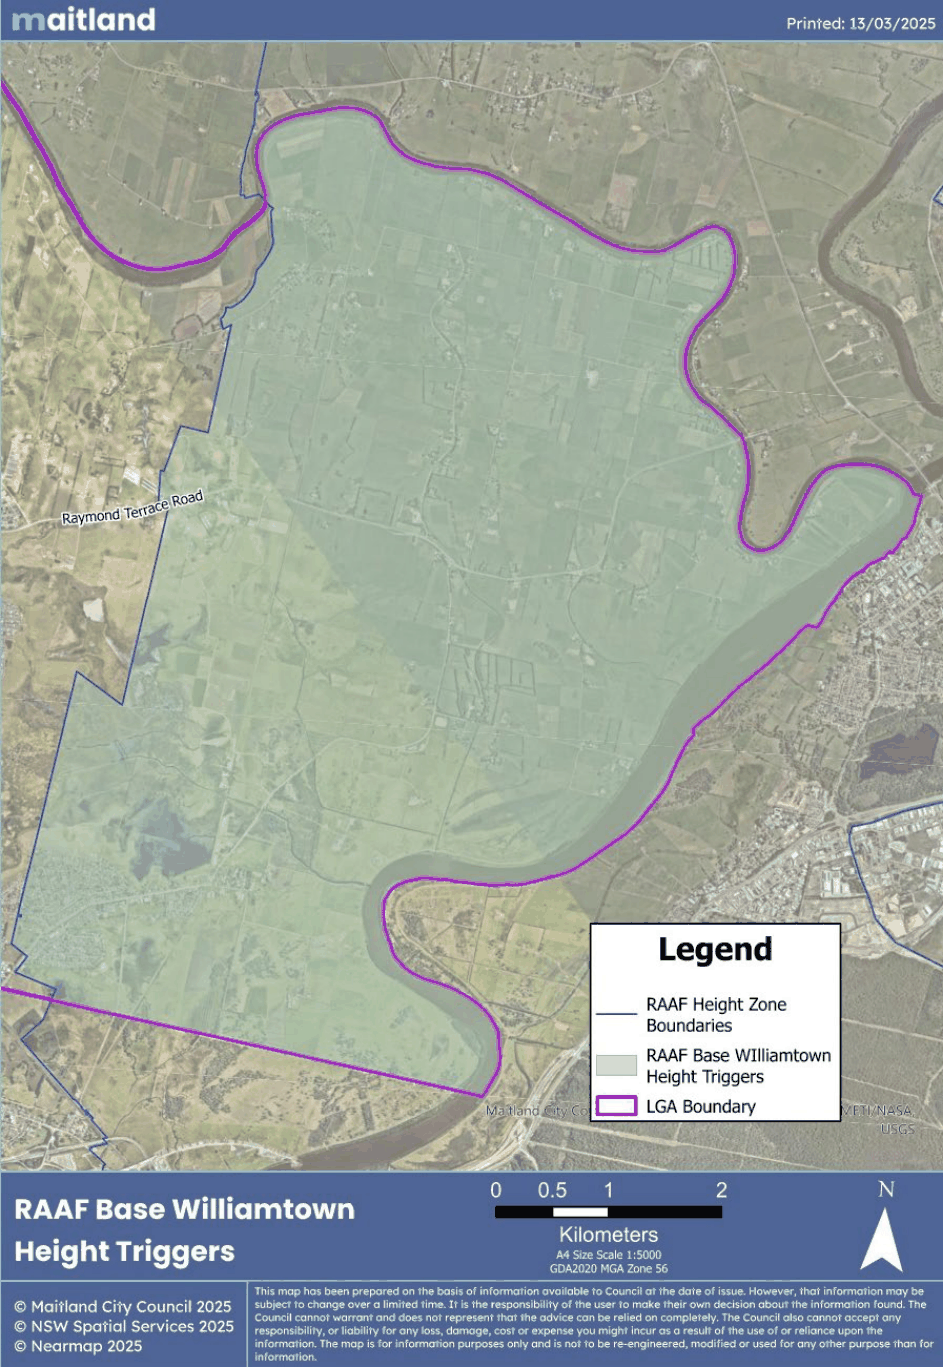 maitland
Printed: 13/03/2025
Raymond Terrace Road
Legend
RAAF Height Zone
Boundaries
RAAF Base WIlliamtown
Height Triggers
LGA Boundary
Maitland City Co
METI/NASA,
USGS
RAAF Base Williamtown
Height Triggers
0 0.5 1 2
Kilometers
A4 Size Scale 1:5000
GDA2020 MGA Zone 56
N
© Maitland City Council 2025
© NSW Spatial Services 2025
© Nearmap 2025
This map has been prepared on the basis of information available to Council at the date of issue. However, that information may be
subject to change over a limited time. It is the responsibility of the user to make their own decision about the information found. The
Council cannot warrant and does not represent that the advice can be relied on completely. The Council also cannot accept any
responsibility, or liability for any loss, damage, cost or expense you might incur as a result of the use of or reliance upon the
information. The map is for information purposes only and is not to be re-engineered, modified or used for any other purpose than for
information.